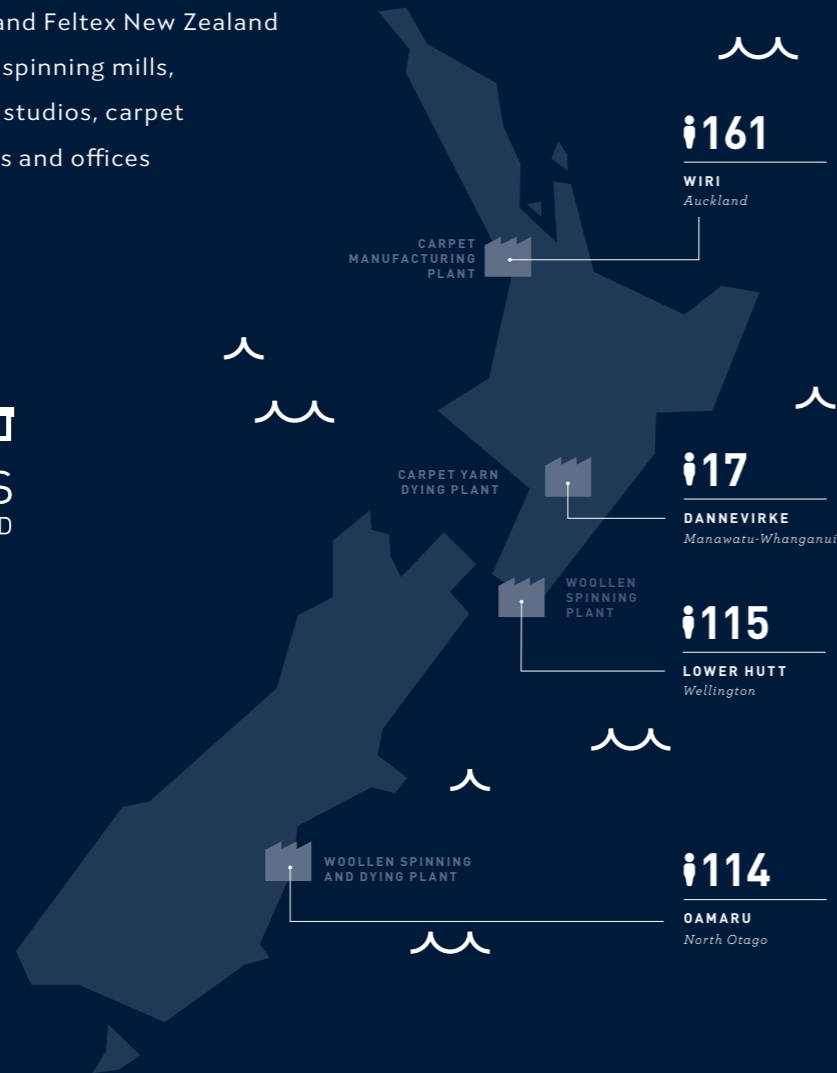 and Feltex New Zealand
spinning mills,
studios, carpet
s and offices
161
WIRI
Auckland
CARPET
MANUFACTURING
PLANT
S
D
CARPET YARN
DYING PLANT
17
DANNEVIRKE
Manawatu-Whanganui
WOOLLEN
SPINNING
PLANT
115
LOWER HUTT
Wellington
WOOLLEN SPINNING
AND DYING PLANT
114
OAMARU
North Otago